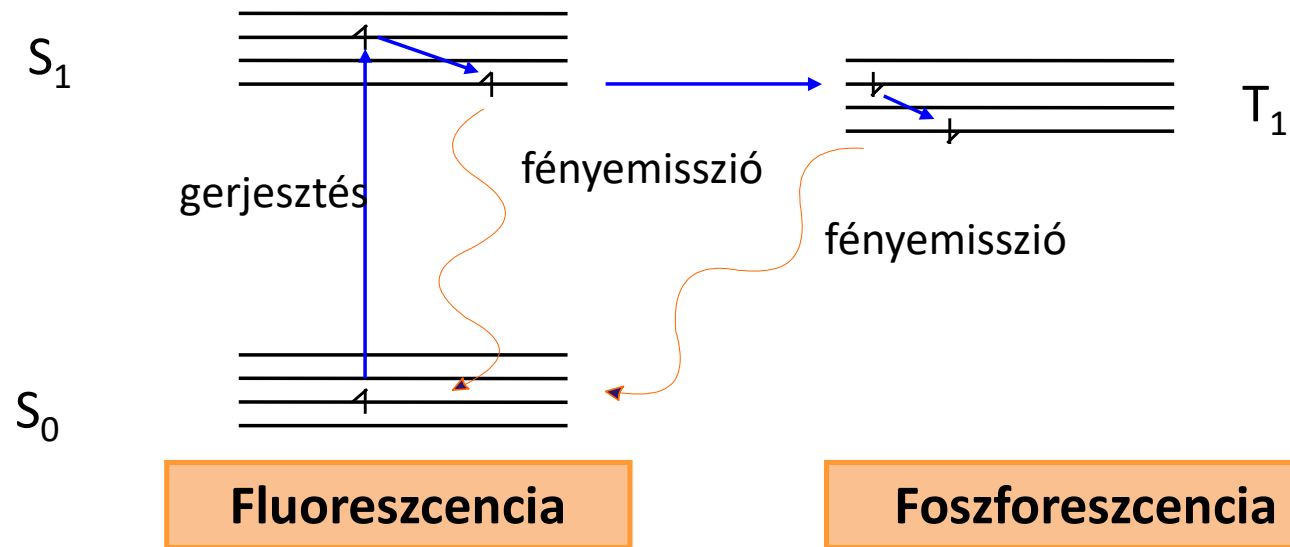 S₁
T₁
gerjesztés
fényemisszió
fényemisszió
S₀
Fluoreszcencia
Foszforeszcencia